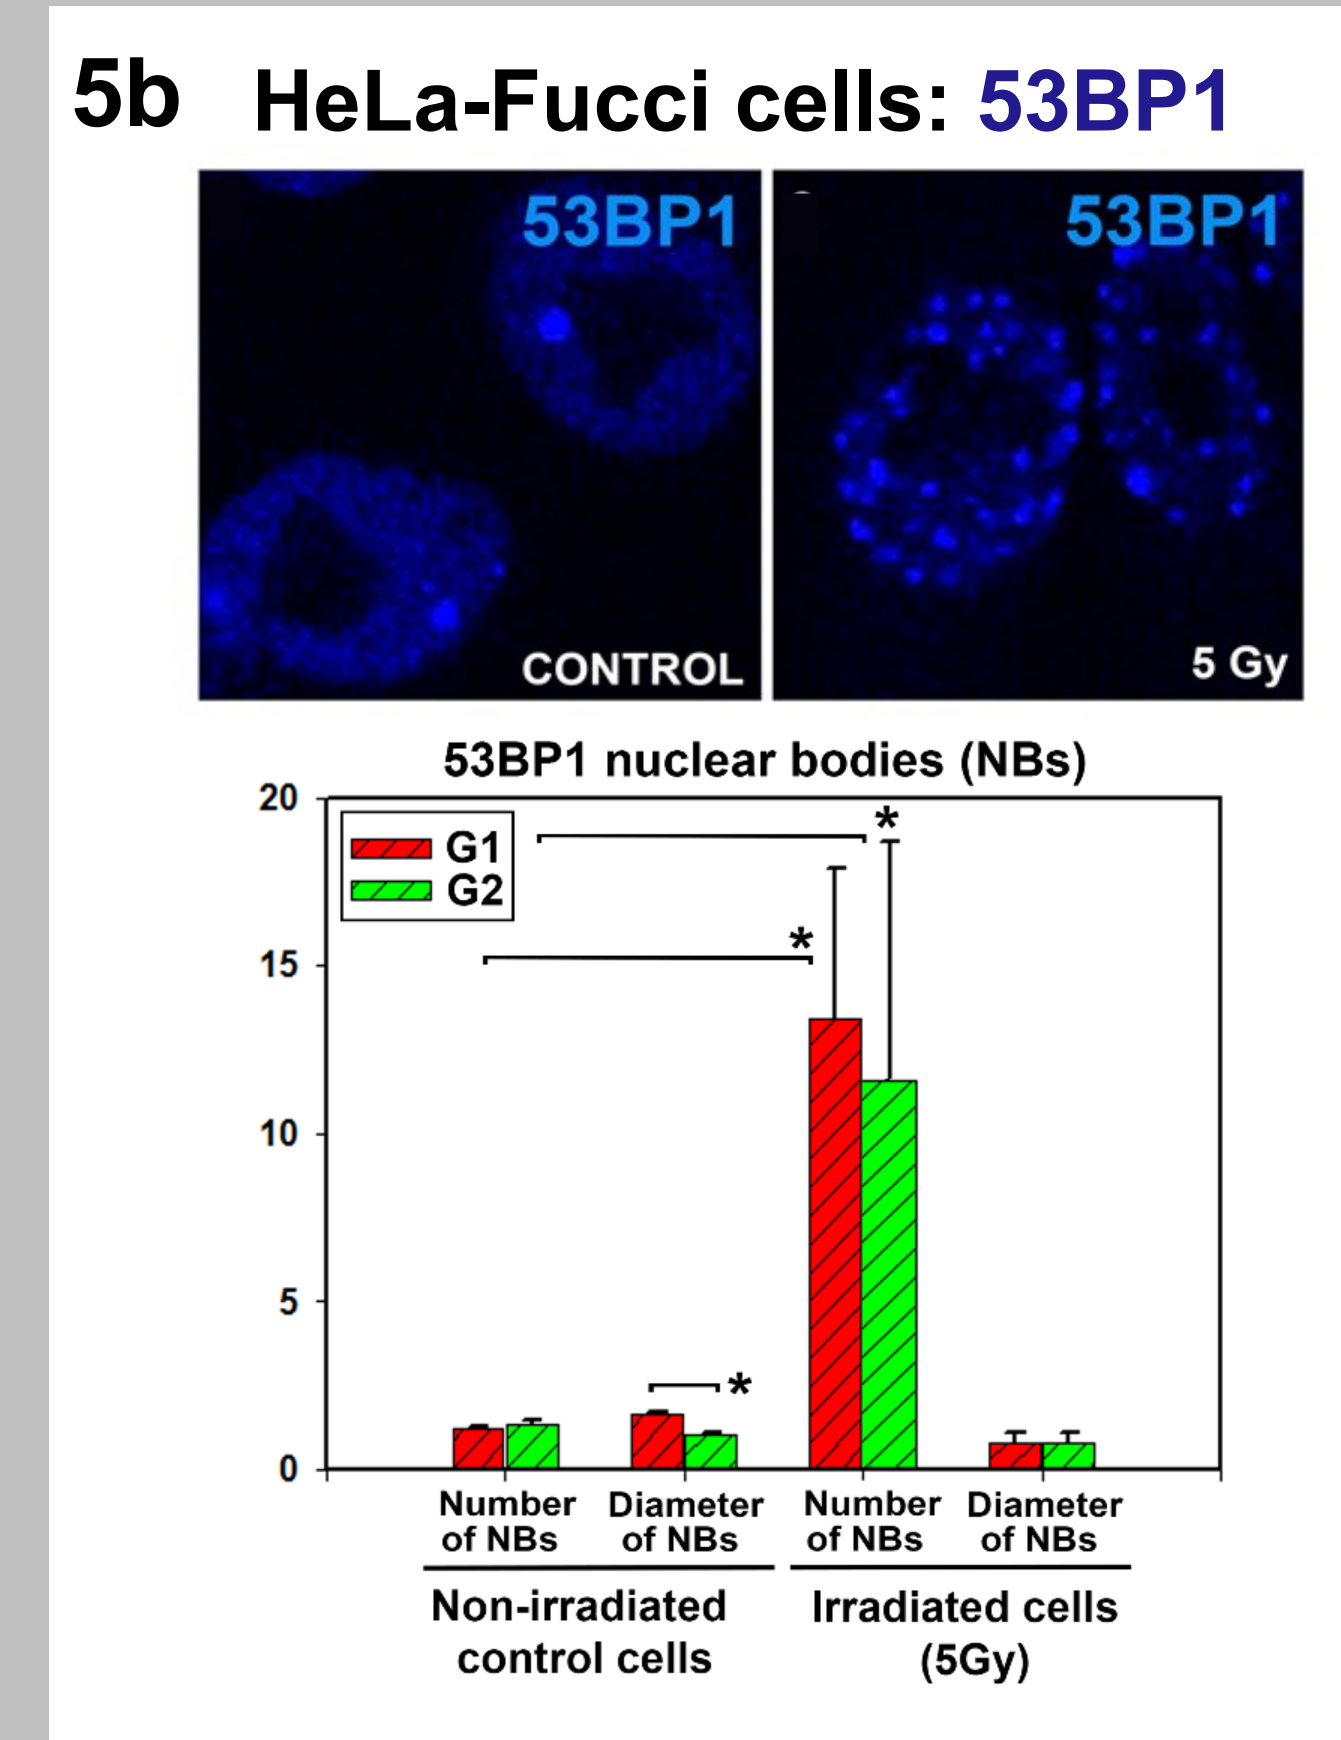 5b HeLa-Fucci cells: 53BP1
53BP1
53BP1
CONTROL
5 Gy
53BP1 nuclear bodies (NBs)
20
15
10
5
0
G1
G2
*
*
*
Number
of NBs
Diameter
of NBs
Number
of NBs
Diameter
of NBs
Non-irradiated
control cells
Irradiated cells
(5Gy)